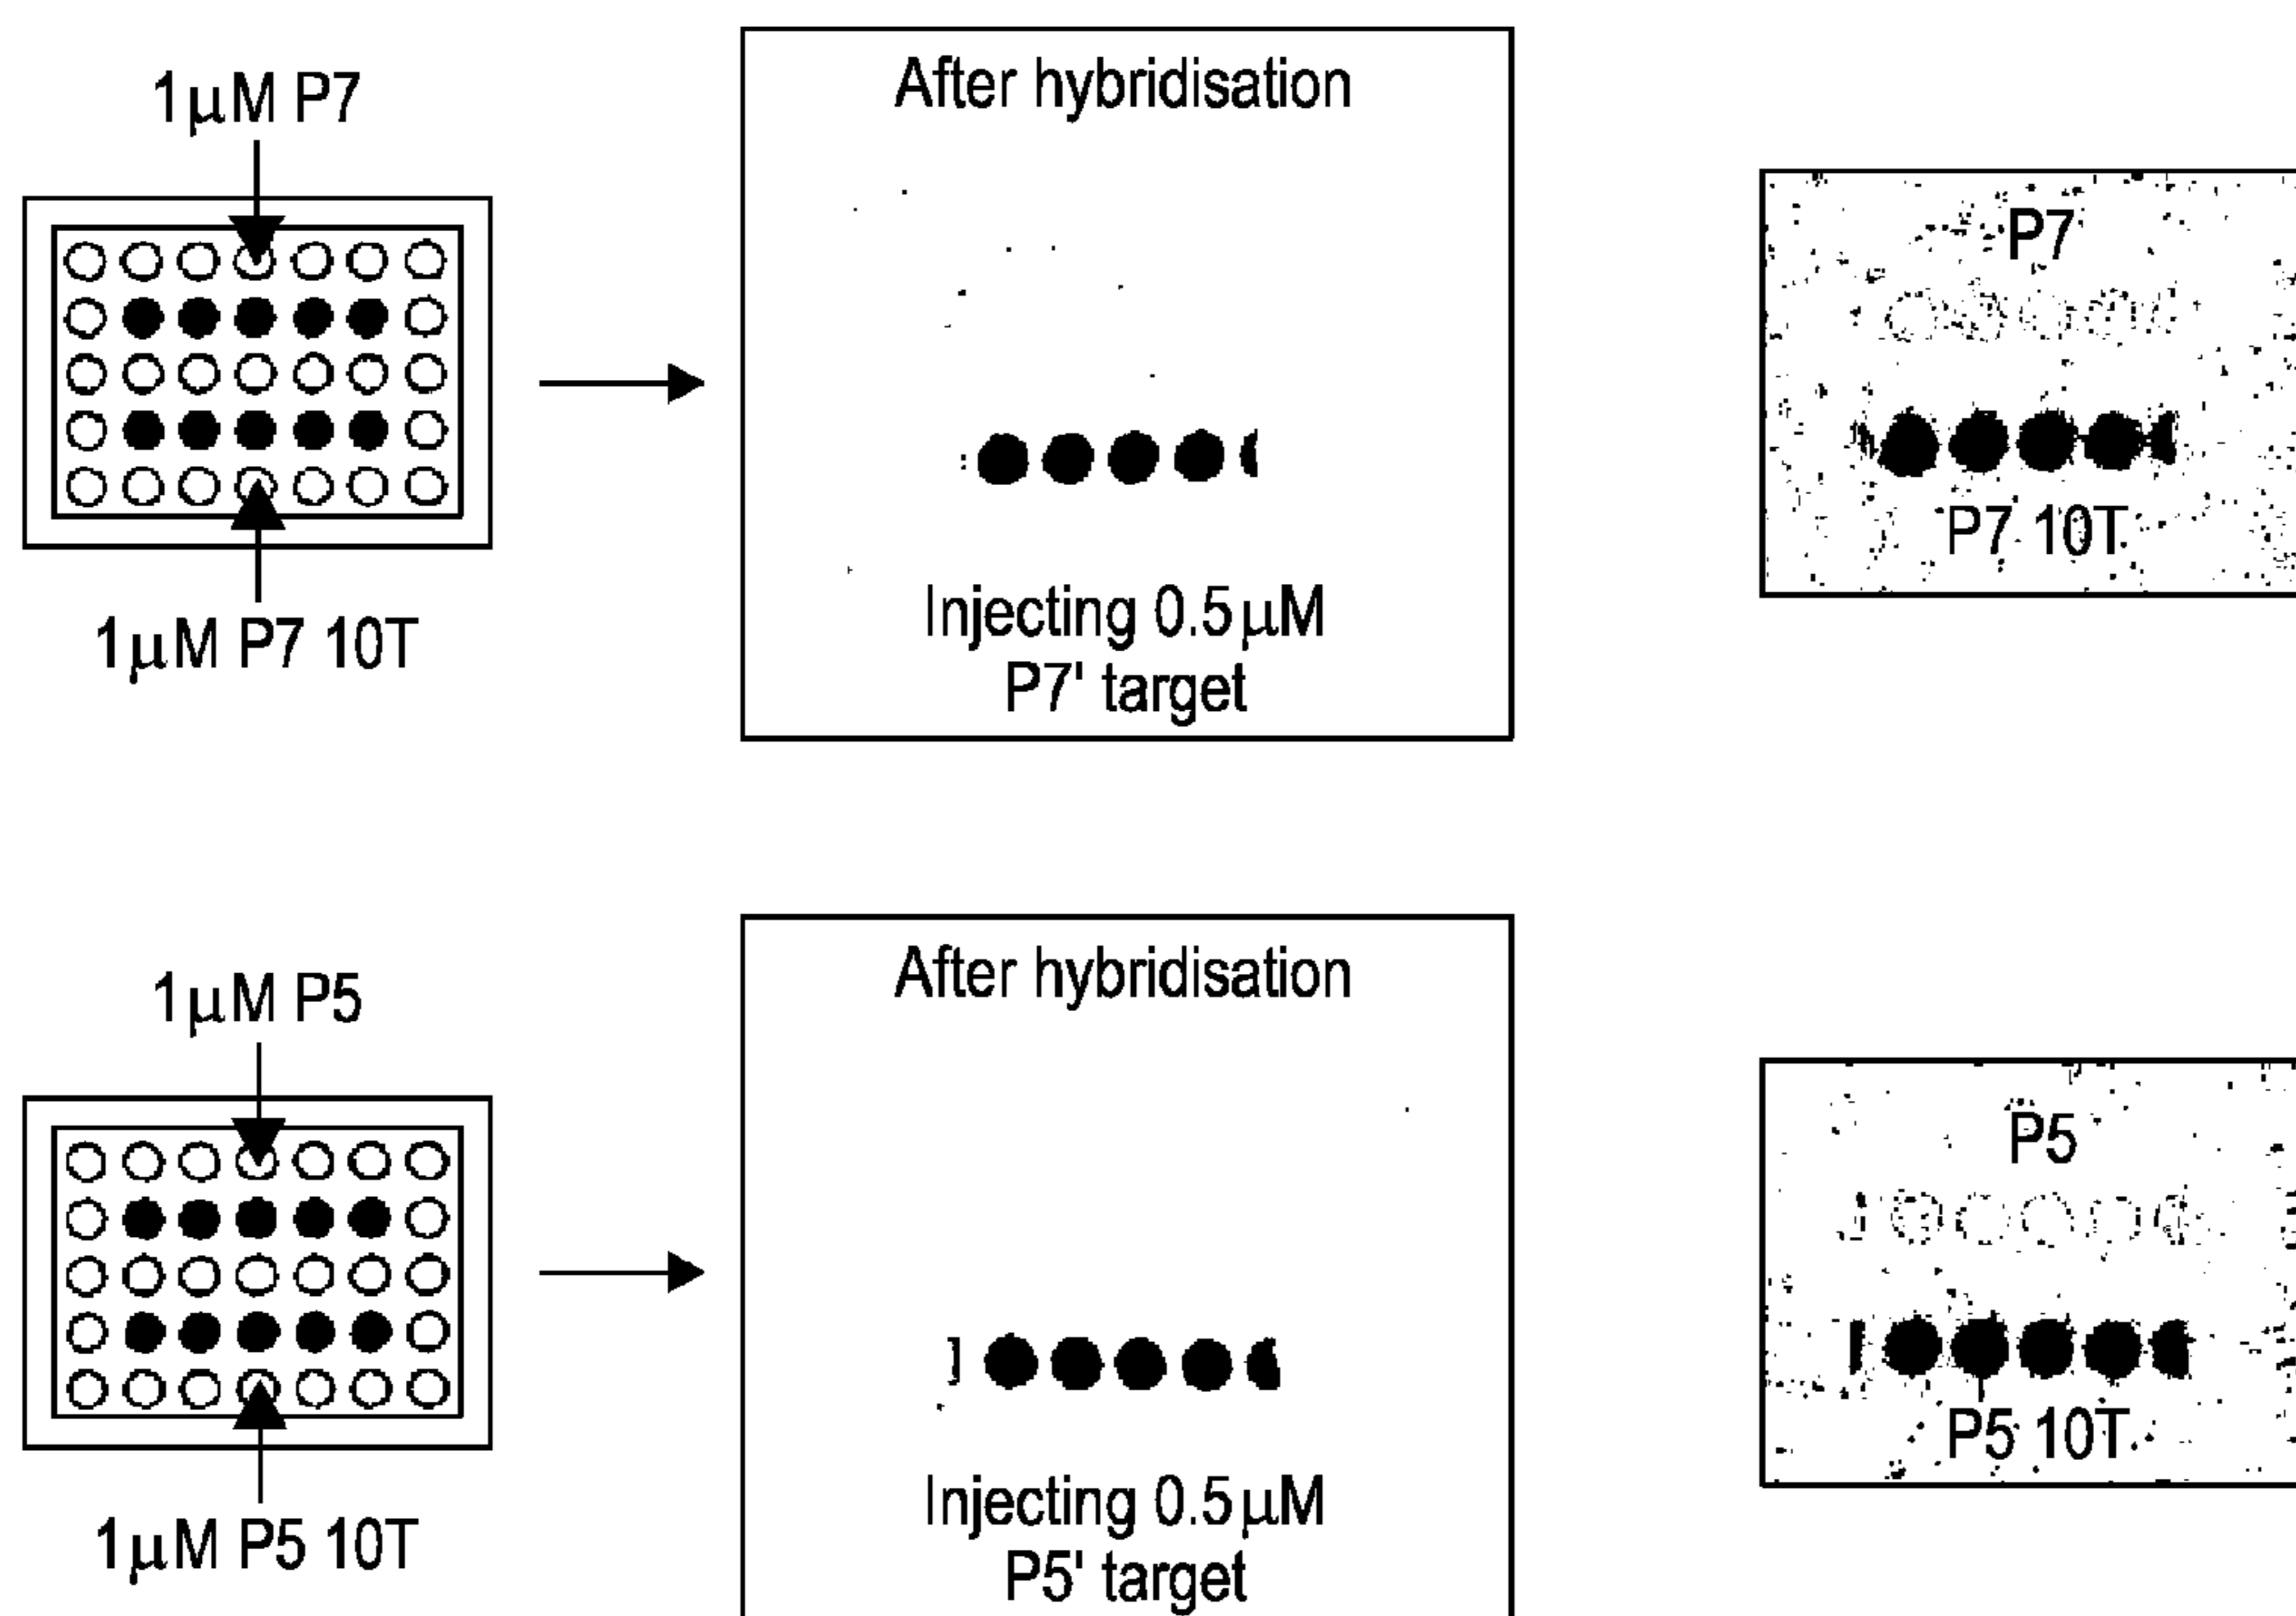 1μM P7
1μM P7 10T
After hybridisation
Injecting 0.5μM
P7' target
P7
P7 10T
1μM P5
1μM P5 10T
After hybridisation
Injecting 0.5μM
P5' target
P5
P5 10T